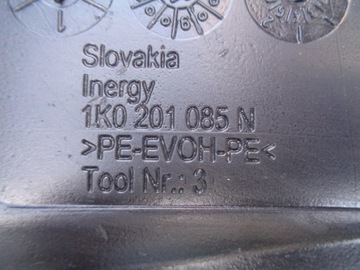 Slovakia
Inergy
1K0 201 085 N
>PE-EVOH-PE<
Tool Nr.: 3